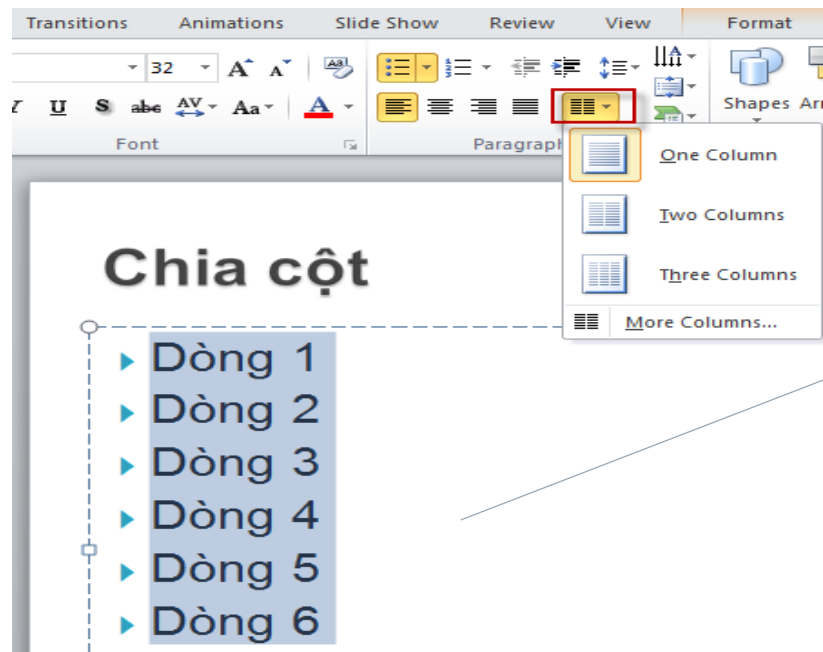 Transitions Animations Slide Show Review View Format
32 A A Aa
U S abc AV Aa A Shapes
Font Paragraph
One Column
Two Columns
Three Columns
More Columns...
Chia cột
Dòng 1
Dòng 2
Dòng 3
Dòng 4
Dòng 5
Dòng 6